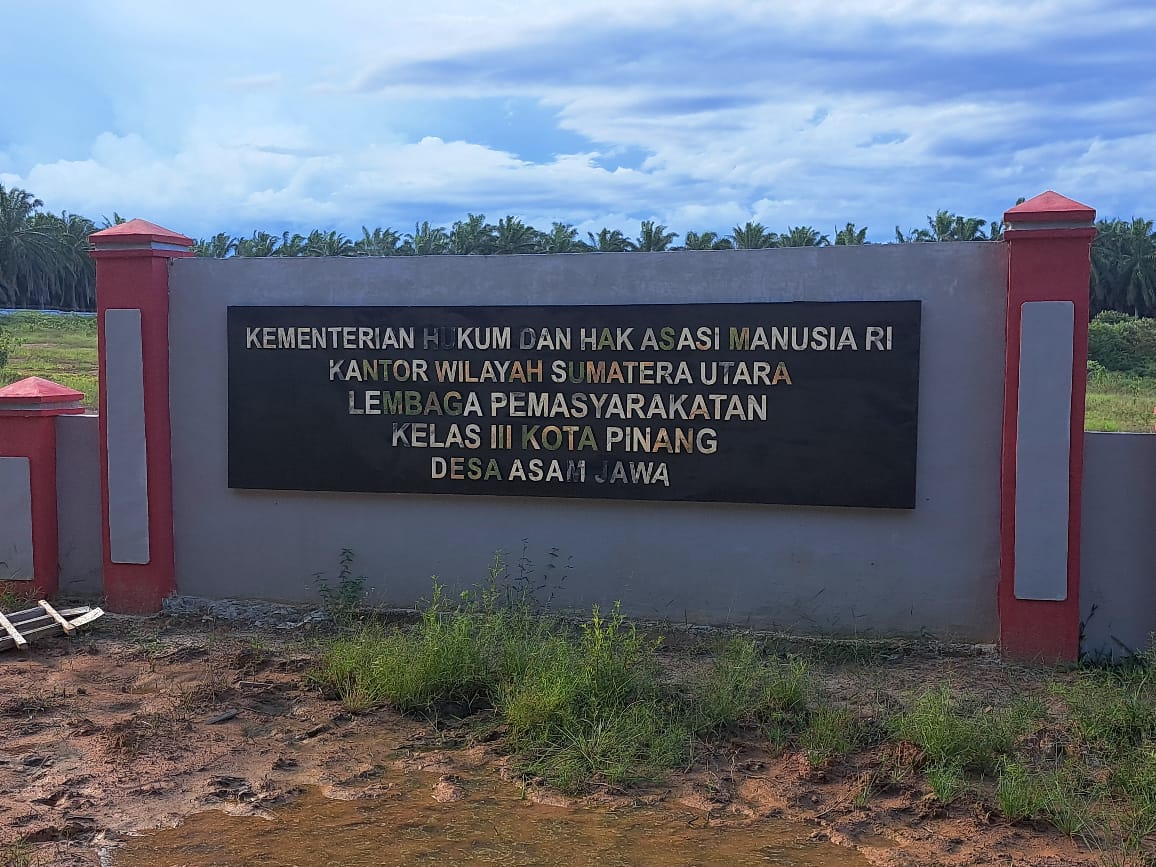 KEMENTERIAN HUKUM DAN HAK ASASI MANUSIA RI
KANTOR WILAYAH SUMATERA UTARA
LEMBAGA PEMASYARAKATAN
KELAS III KOTA PINANG
DESA ASAM JAWA